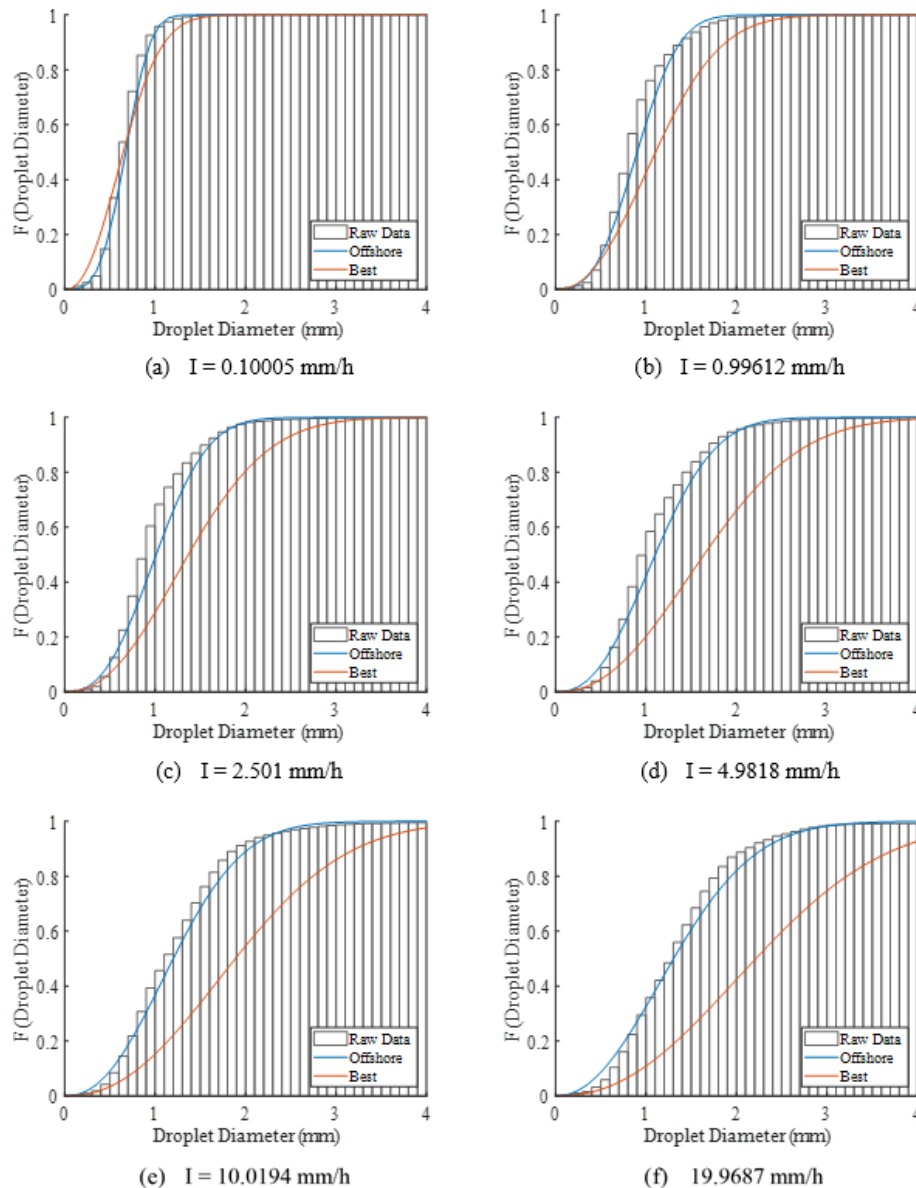 1
0.8
0.6
0.4
0.2
0
F (Droplet Diameter)
Raw Data
Offshore
Best
0 1 2 3 4
Droplet Diameter (mm)
(a) I = 0.10005 mm/h
1
0.8
0.6
0.4
0.2
0
F (Droplet Diameter)
Raw Data
Offshore
Best
0 1 2 3 4
Droplet Diameter (mm)
(b) I = 0.99612 mm/h
1
0.8
0.6
0.4
0.2
0
F (Droplet Diameter)
Raw Data
Offshore
Best
0 1 2 3 4
Droplet Diameter (mm)
(c) I = 2.501 mm/h
1
0.8
0.6
0.4
0.2
0
F (Droplet Diameter)
Raw Data
Offshore
Best
0 1 2 3 4
Droplet Diameter (mm)
(d) I = 4.9818 mm/h
1
0.8
0.6
0.4
0.2
0
F (Droplet Diameter)
Raw Data
Offshore
Best
0 1 2 3 4
Droplet Diameter (mm)
(e) I = 10.0194 mm/h
1
0.8
0.6
0.4
0.2
0
F (Droplet Diameter)
Raw Data
Offshore
Best
0 1 2 3 4
Droplet Diameter (mm)
(f) 19.9687 mm/h